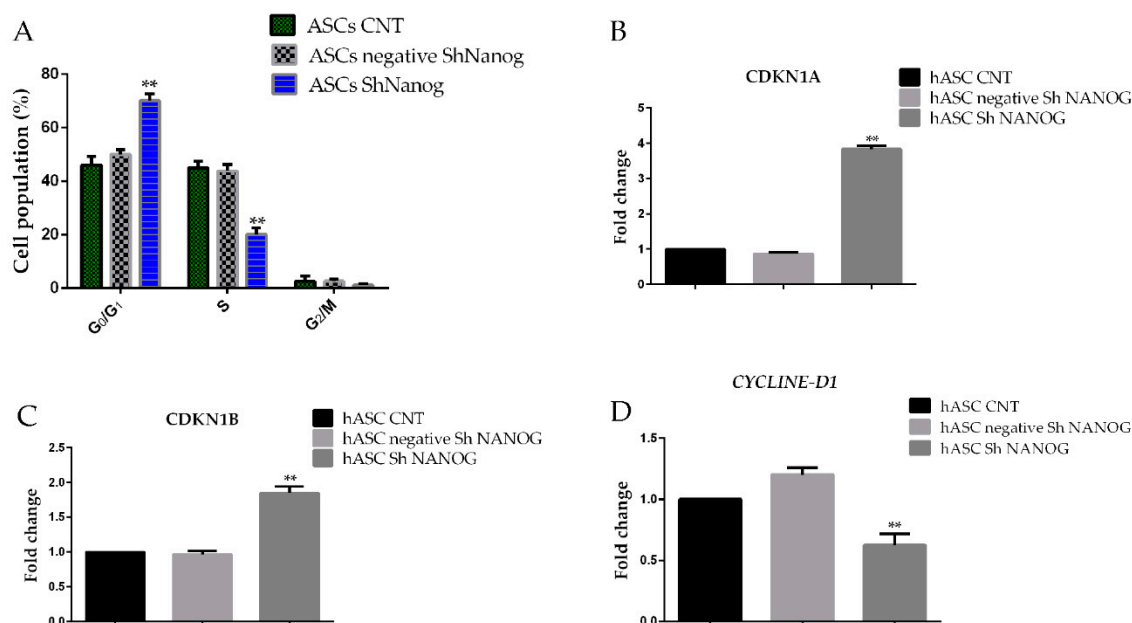 A
ASCs CNT
ASCs negative ShNanog
ASCs ShNanog
Cell population (%)
80
60
40
20
0
**
**
G0/G1
S
G2/M
B
CDKN1A
hASC CNT
hASC negative Sh NANOG
hASC Sh NANOG
Fold change
5
4
3
2
1
0
**
C
CDKN1B
hASC CNT
hASC negative Sh NANOG
hASC Sh NANOG
Fold change
2.5
2.0
1.5
1.0
0.5
0.0
**
D
CYCLINE-D1
hASC CNT
hASC negative Sh NANOG
hASC Sh NANOG
Fold change
1.5
1.0
0.5
0.0
**